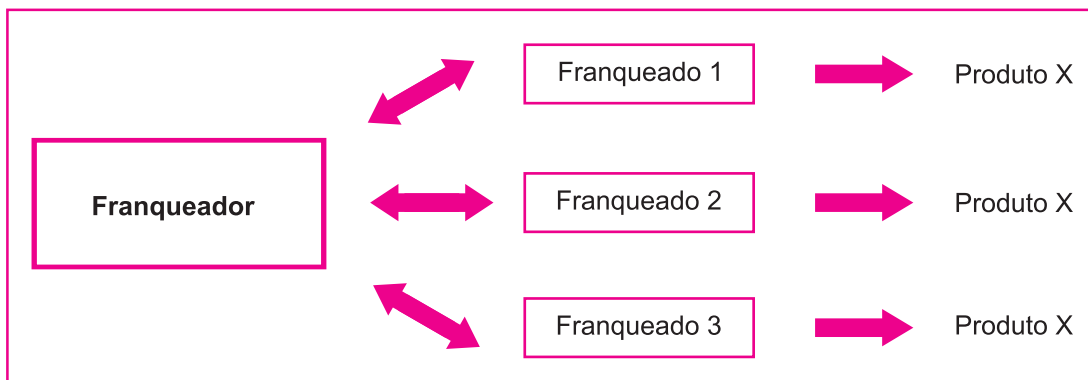 Franqueado 1
Produto X
Franqueador
Franqueado 2
Produto X
Franqueado 3
Produto X